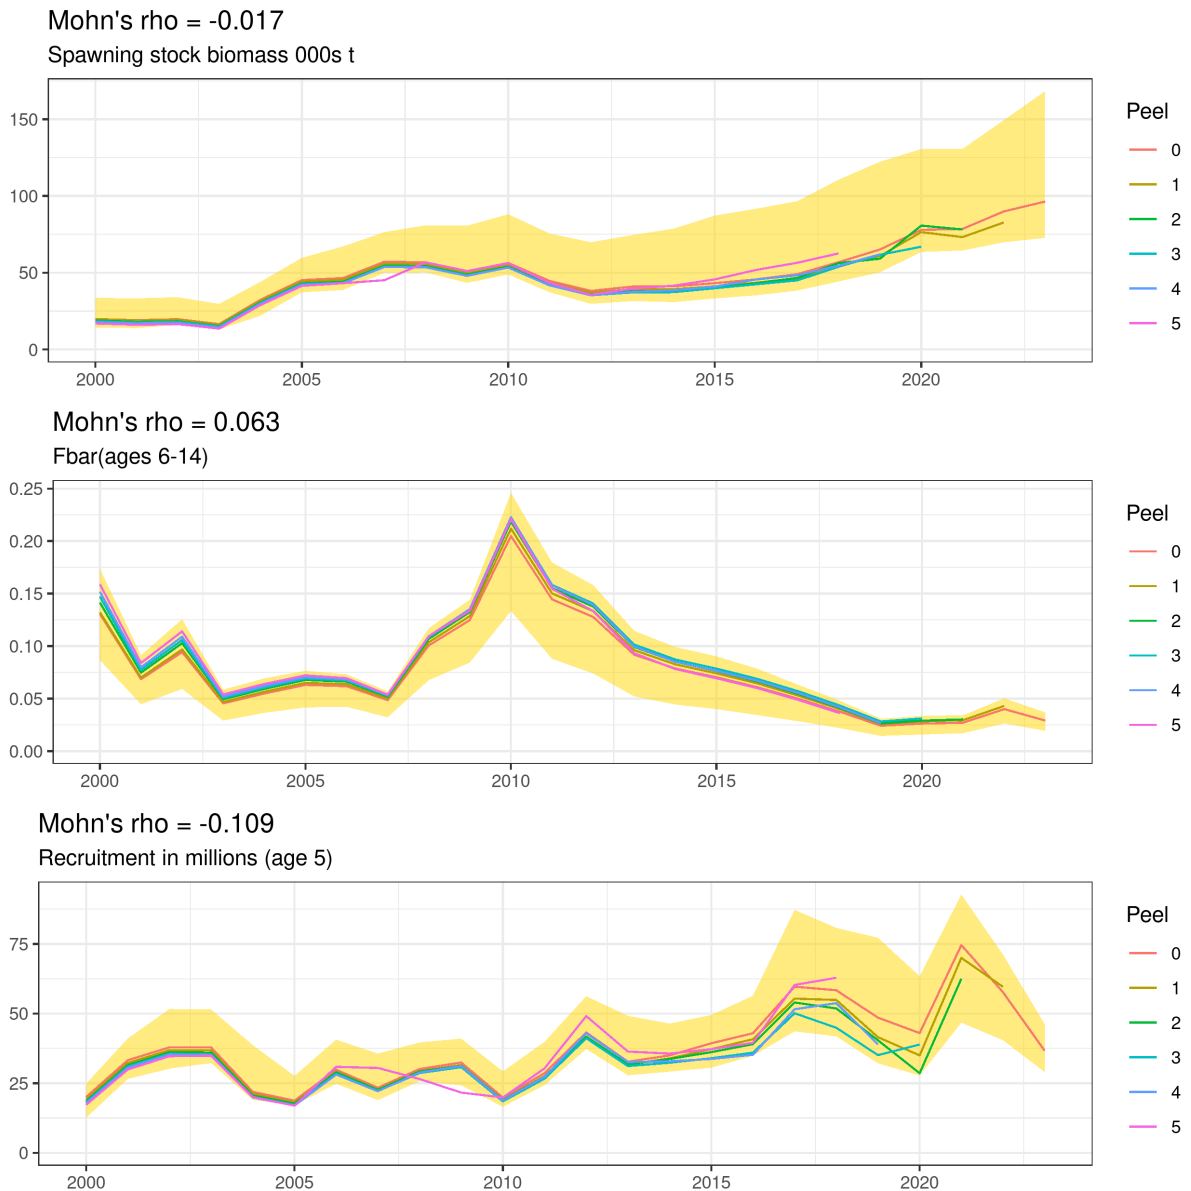 Mohn's rho = -0.017
Spawning stock biomass 000s t
150
100
50
0
2000 2005 2010 2015 2020
Peel
0
1
2
3
4
5
Mohn's rho = 0.063
Fbar(ages 6-14)
0.25
0.20
0.15
0.10
0.05
0.00
2000 2005 2010 2015 2020
Peel
0
1
2
3
4
5
Mohn's rho = -0.109
Recruitment in millions (age 5)
75
50
25
0
2000 2005 2010 2015 2020
Peel
0
1
2
3
4
5